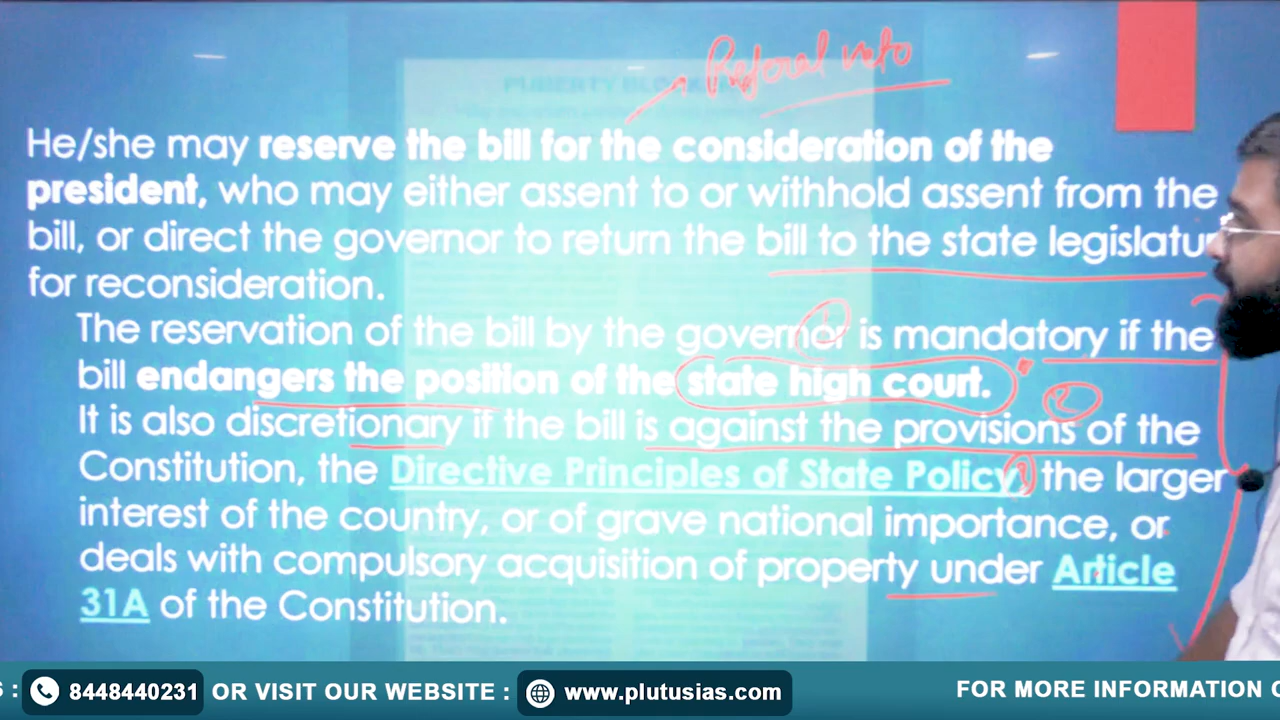 Referal veto
He/she may reserve the bill for the consideration of the
president, who may either assent to or withhold assent from the
bill, or direct the governor to return the bill to the state legislatur
for reconsideration.
The reservation of the bill by the governor is mandatory if the
bill endangers the position of the state high court.
It is also discretionary if the bill is against the provisions of the
Constitution, the Directive Principles of State Policy, the larger
interest of the country, or of grave national importance, or
deals with compulsory acquisition of property under Article
31A of the Constitution.
1
2
S : 8448440231 OR VISIT OUR WEBSITE : www.plutusias.com FOR MORE INFORMATION C